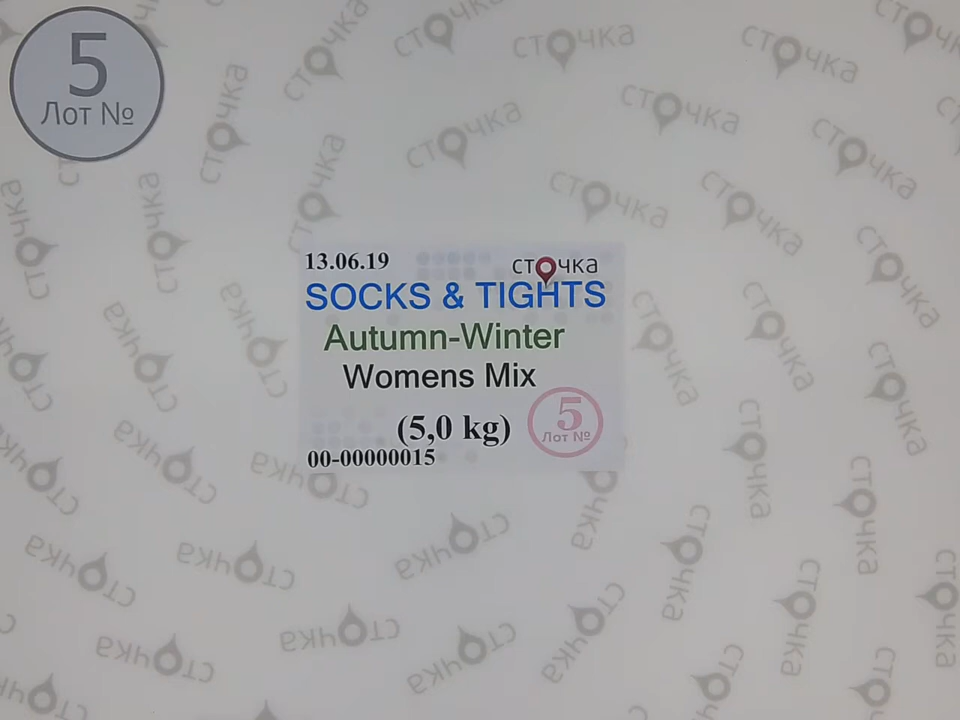 5
Лот №
13.06.19
сточка
SOCKS & TIGHTS
Autumn-Winter
Womens Mix
(5,0 kg)
5
Лот №
00-00000015